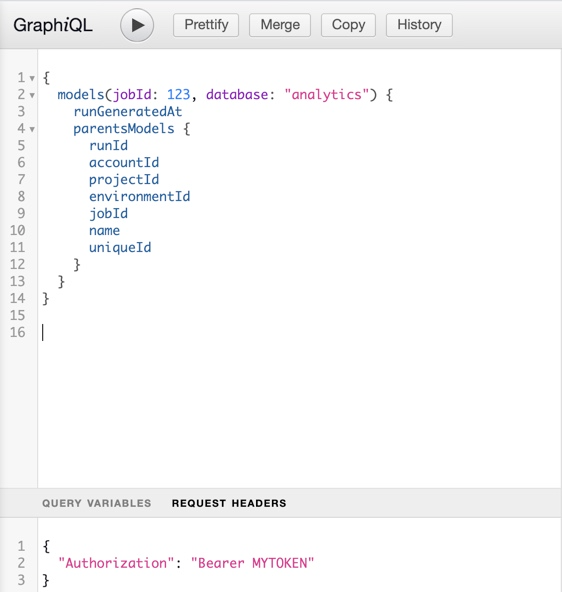 GraphiQL Prettify Merge Copy History
1 {
2 models(jobId: 123, database: "analytics") {
3 runGeneratedAt
4 parentsModels {
5 runId
6 accountId
7 projectId
8 environmentId
9 jobId
10 name
11 uniqueId
12 }
13 }
14 }
15
16
QUERY VARIABLES REQUEST HEADERS
1 {
2 "Authorization": "Bearer MYTOKEN"
3 }